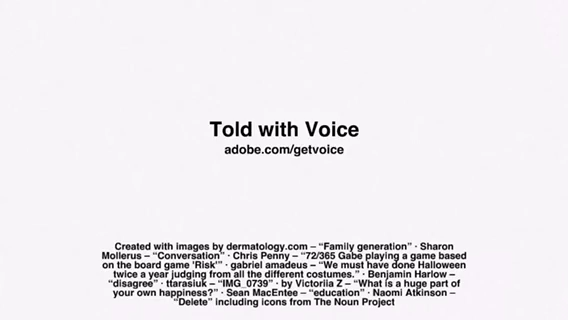 Told with Voice
adobe.com/getvoice
Created with images by dermatology.com – “Family generation” · Sharon
Mollerus – “Conversation” · Chris Penny – “72/365 Gabe playing a game based
on the board game 'Risk'” · gabriel amadeus – “We must have done Halloween
twice a year judging from all the different costumes.” · Benjamin Harlow –
“disagree” · ttarasiuk – “IMG_0739” · by Victoriia Z – “What is a huge part of
your own happiness?” · Sean MacEntee – “education” · Naomi Atkinson –
“Delete” including icons from The Noun Project